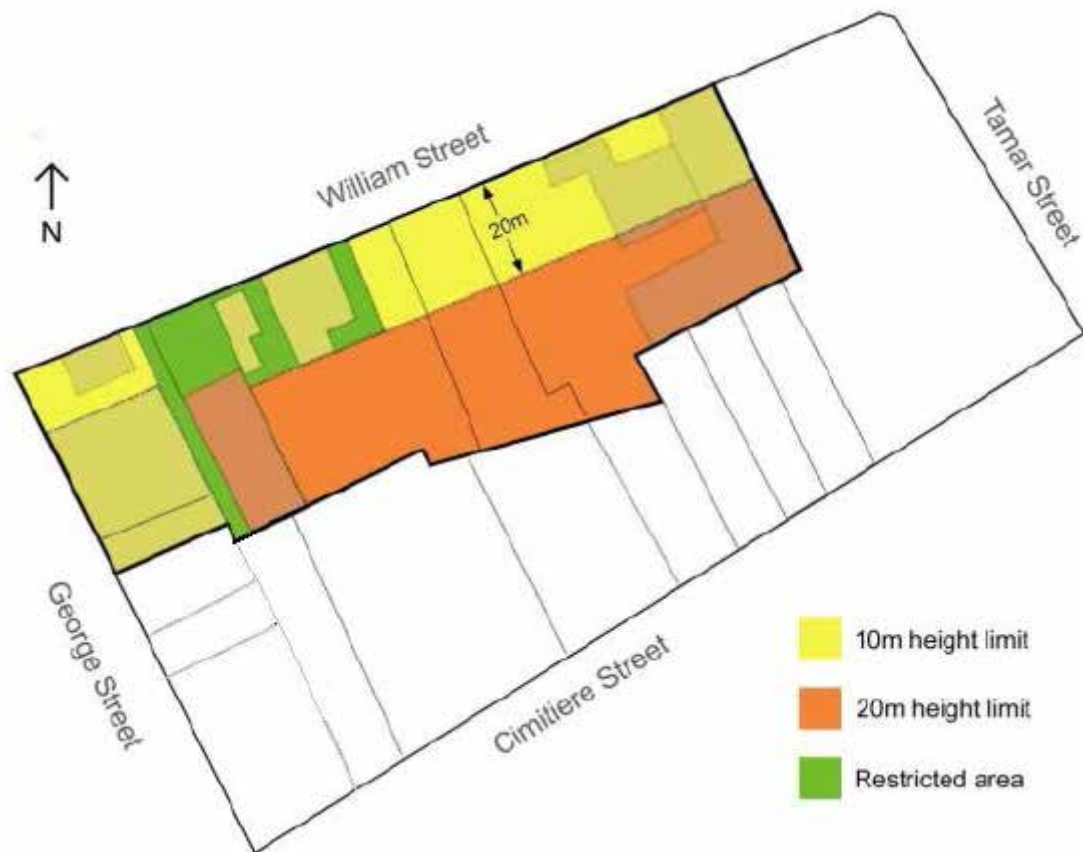 William Street
Tamar Street
N
20m
George Street
Cimitiere Street
10m height limit
20m height limit
Restricted area